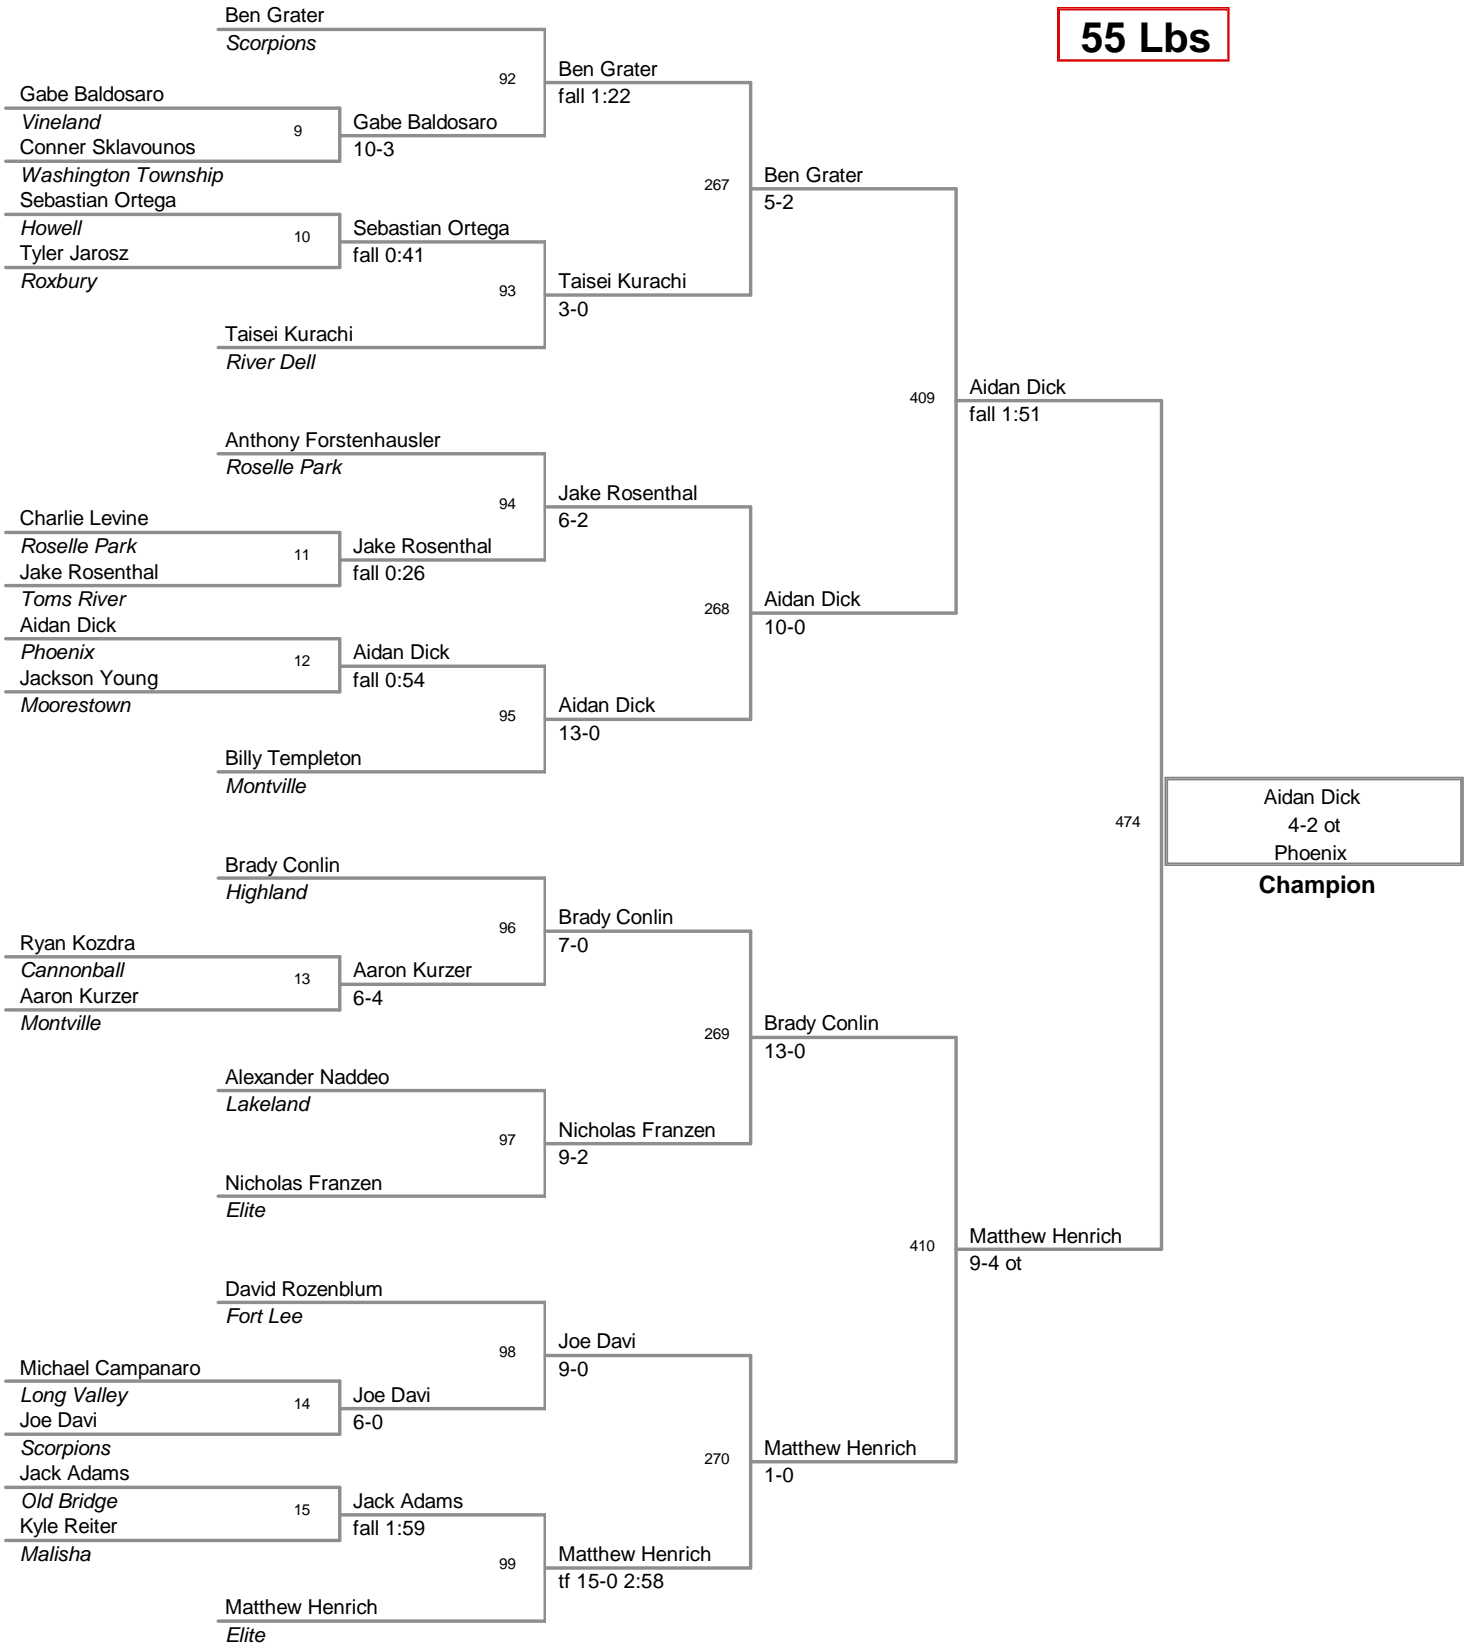 Ben Grater
Scorpions
55 Lbs
92
Ben Grater
fall 1:22
Gabe Baldosaro
Vineland
9
Gabe Baldosaro
10-3
Conner Sklavounos
Washington Township
267
Ben Grater
5-2
Sebastian Ortega
Howell
10
Sebastian Ortega
fall 0:41
Tyler Jarosz
Roxbury
93
Taisei Kurachi
3-0
Taisei Kurachi
River Dell
409
Aidan Dick
fall 1:51
Anthony Forstenhausler
Roselle Park
94
Jake Rosenthal
6-2
Charlie Levine
Roselle Park
11
Jake Rosenthal
fall 0:26
Jake Rosenthal
Toms River
268
Aidan Dick
10-0
Aidan Dick
Phoenix
12
Aidan Dick
fall 0:54
Jackson Young
Moorestown
95
Aidan Dick
13-0
Billy Templeton
Montville
474
Aidan Dick
4-2 ot
Phoenix
Champion
Brady Conlin
Highland
96
Brady Conlin
7-0
Ryan Kozdra
Cannonball
13
Aaron Kurzer
6-4
Aaron Kurzer
Montville
269
Brady Conlin
13-0
Alexander Naddeo
Lakeland
97
Nicholas Franzen
9-2
Nicholas Franzen
Elite
410
Matthew Henrich
9-4 ot
David Rozenblum
Fort Lee
98
Joe Davi
9-0
Michael Campanaro
Long Valley
14
Joe Davi
6-0
Joe Davi
Scorpions
270
Matthew Henrich
1-0
Jack Adams
Old Bridge
15
Jack Adams
fall 1:59
Kyle Reiter
Malisha
99
Matthew Henrich
tf 15-0 2:58
Matthew Henrich
Elite